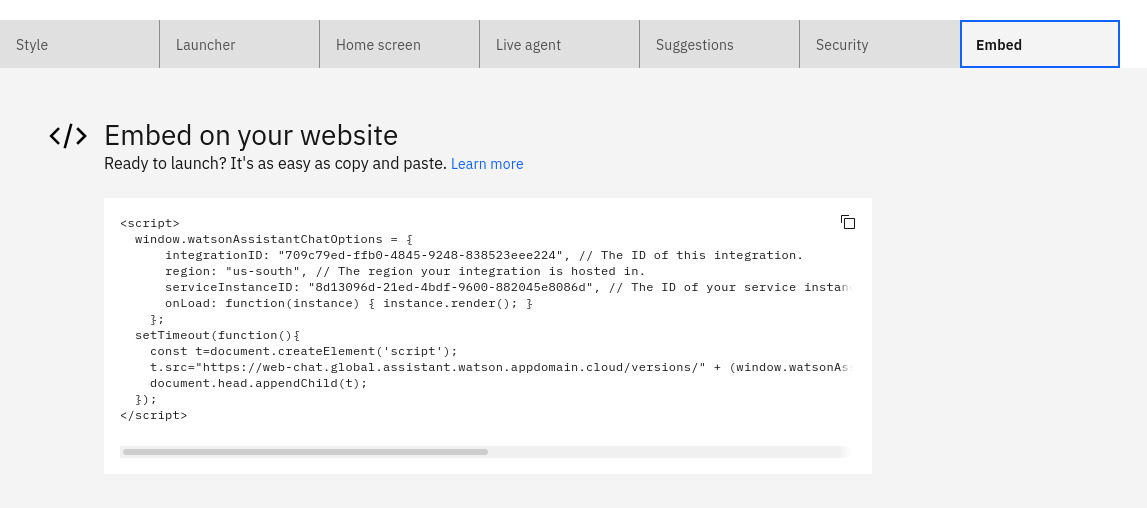 Style
Launcher
Home screen
Live agent
Suggestions
Security
Embed
</> Embed on your website
Ready to launch? It's as easy as copy and paste. Learn more
<script>
  window.watsonAssistantChatOptions = {
      integrationID: "709c79ed-ffb0-4845-9248-838523eee224", // The ID of this integration.
      region: "us-south", // The region your integration is hosted in.
      serviceInstanceID: "8d13096d-21ed-4bdf-9600-882045e8086d", // The ID of your service instanc
      onLoad: function(instance) { instance.render(); }
    };
  setTimeout(function(){
    const t=document.createElement('script');
    t.src="https://web-chat.global.assistant.watson.appdomain.cloud/versions/" + (window.watsonAss
    document.head.appendChild(t);
  });
</script>